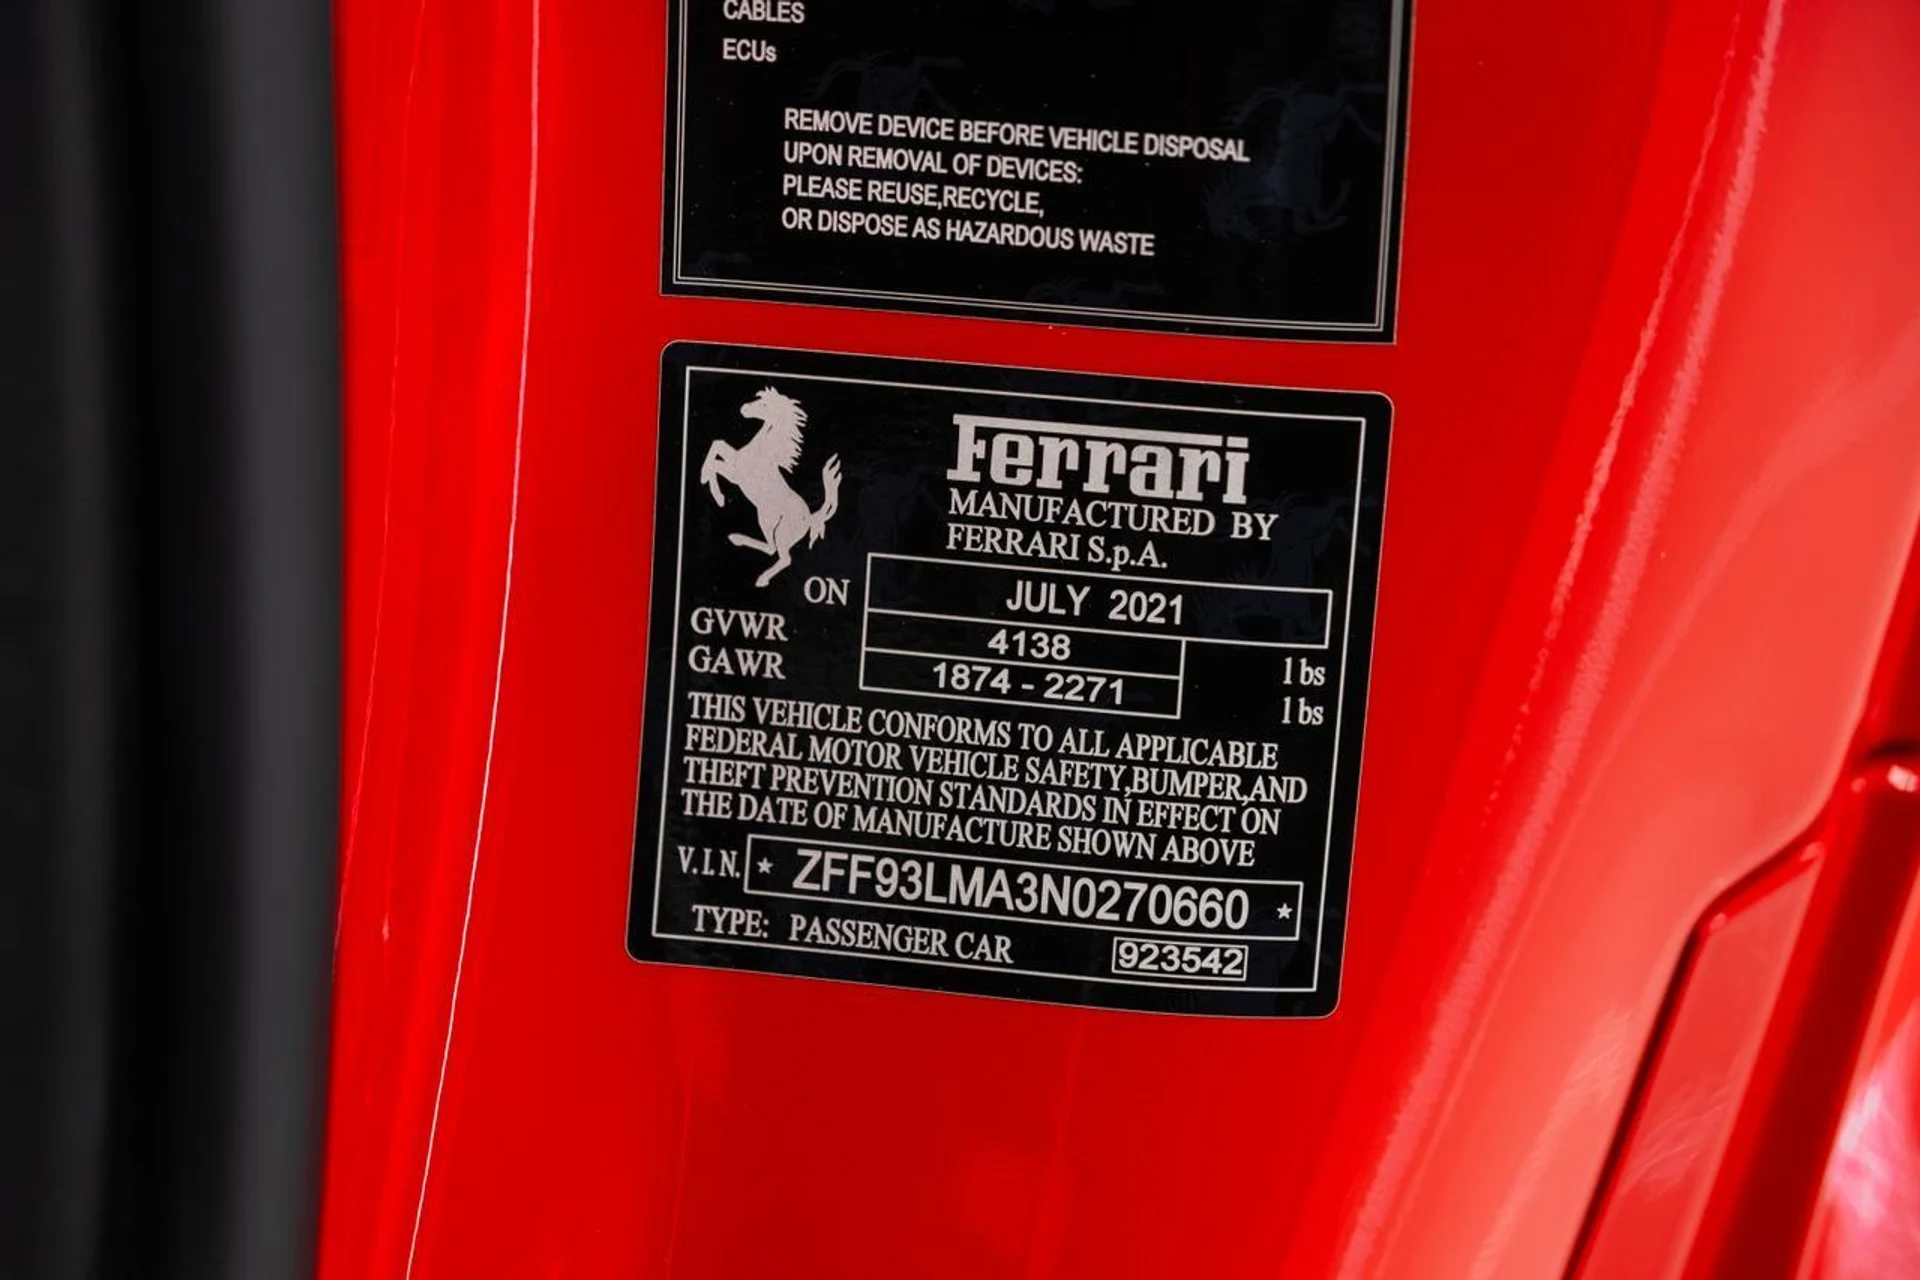 CABLES
ECUs
REMOVE DEVICE BEFORE VEHICLE DISPOSAL
UPON REMOVAL OF DEVICES:
PLEASE REUSE,RECYCLE,
OR DISPOSE AS HAZARDOUS WASTE
Ferrari
MANUFACTURED BY
FERRARI S.p.A.
ON JULY 2021
GVWR 4138 lbs
GAWR 1874 - 2271 lbs
THIS VEHICLE CONFORMS TO ALL APPLICABLE
FEDERAL MOTOR VEHICLE SAFETY,BUMPER,AND
THEFT PREVENTION STANDARDS IN EFFECT ON
THE DATE OF MANUFACTURE SHOWN ABOVE
V.I.N. * ZFF93LMA3N0270660 *
TYPE: PASSENGER CAR 923542